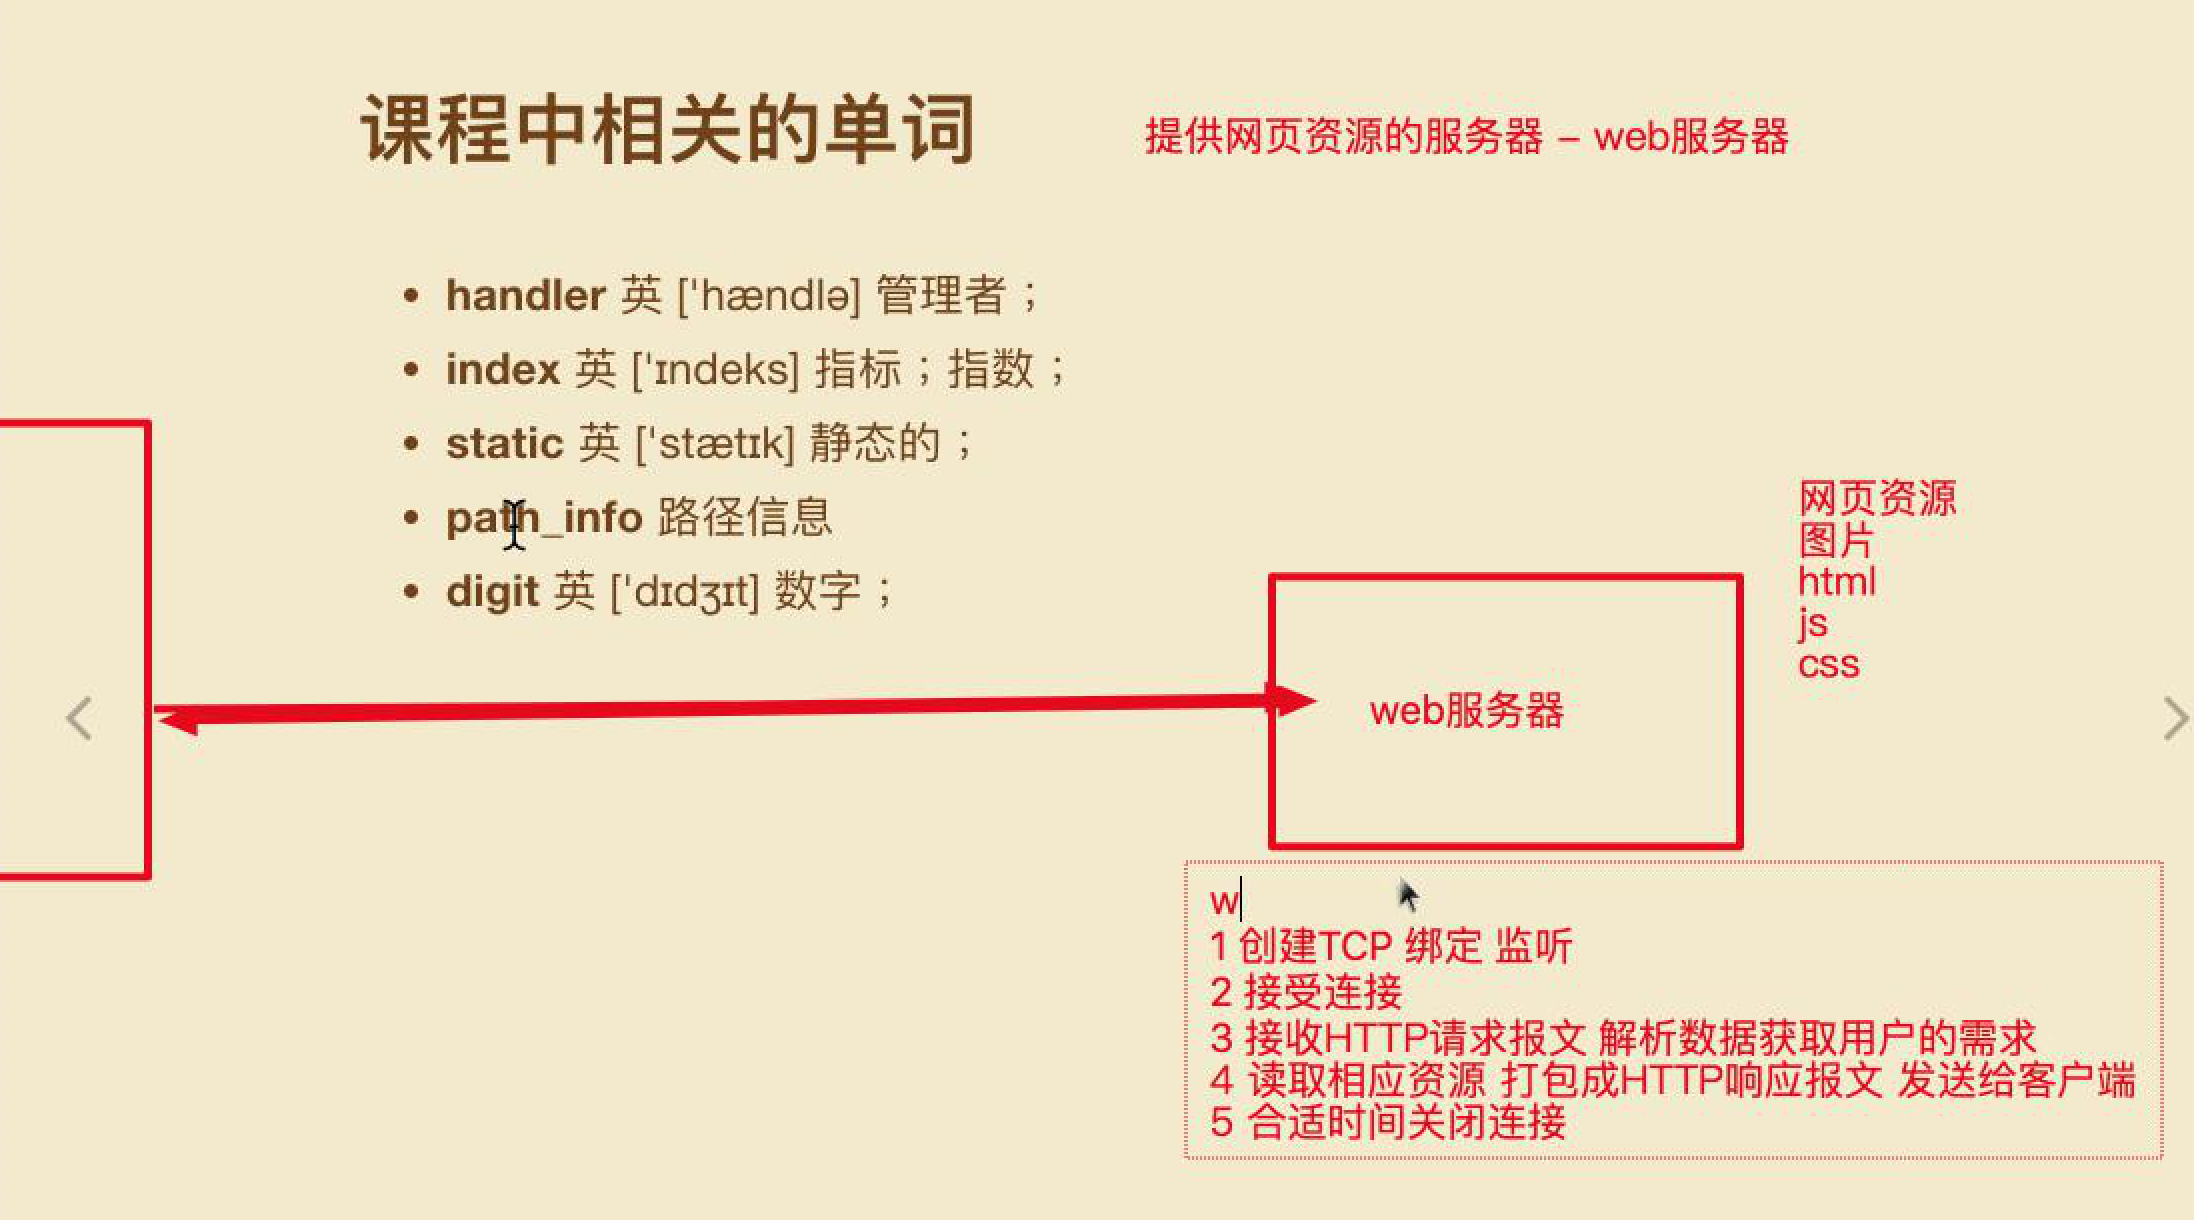 课程中相关的单词
提供网页资源的服务器 – web服务器
• handler 英 ['hændlə] 管理者；
• index 英 ['ɪndeks] 指标；指数；
• static 英 ['stætɪk] 静态的；
• path_info 路径信息
• digit 英 ['dɪdʒɪt] 数字；
网页资源
图片
html
js
css
web服务器
w
1 创建TCP 绑定 监听
2 接受连接
3 接收HTTP请求报文 解析数据获取用户的需求
4 读取相应资源 打包成HTTP响应报文 发送给客户端
5 合适时间关闭连接